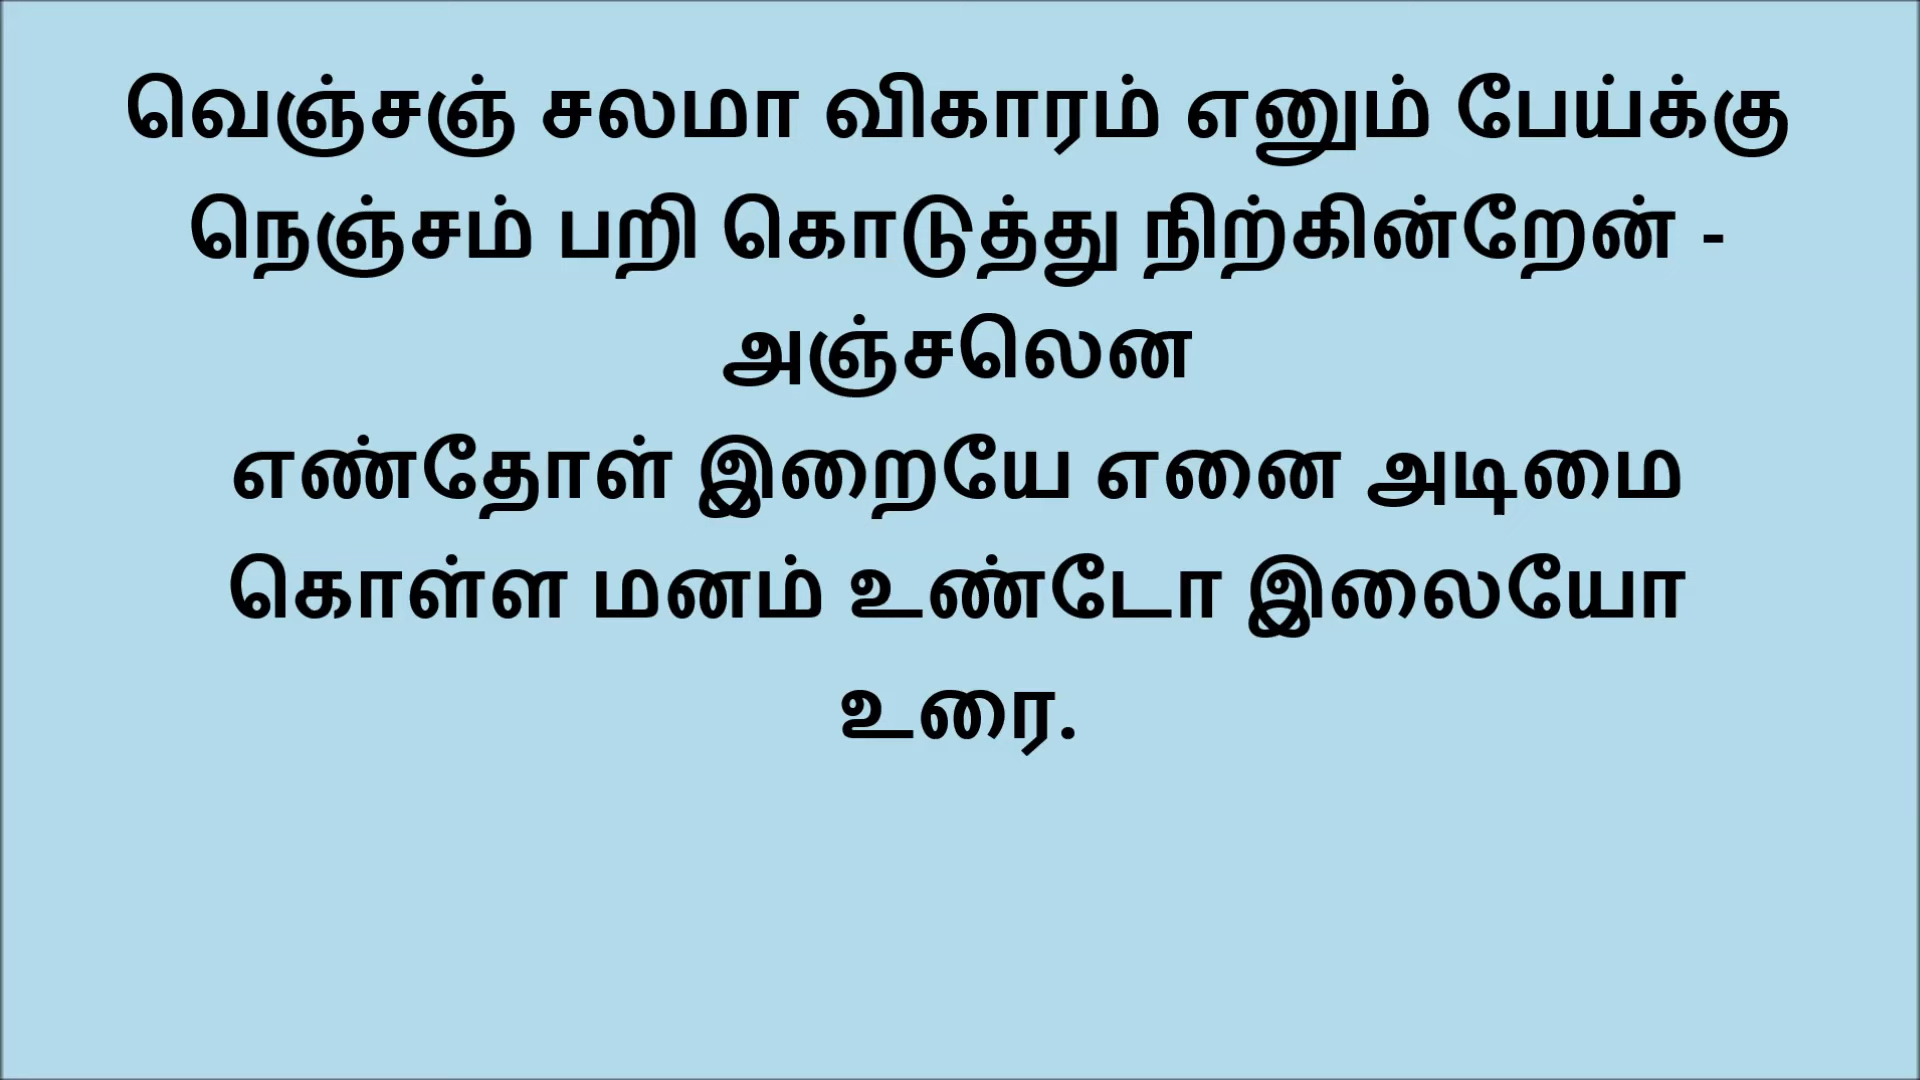 வெஞ்சஞ் சலமா விகாரம் எனும் பேய்க்கு
நெஞ்சம் பறி கொடுத்து நிற்கின்றேன் -
அஞ்சலென
எண்தோள் இறையே எனை அடிமை
கொள்ள மனம் உண்டோ இலையோ
உரை.